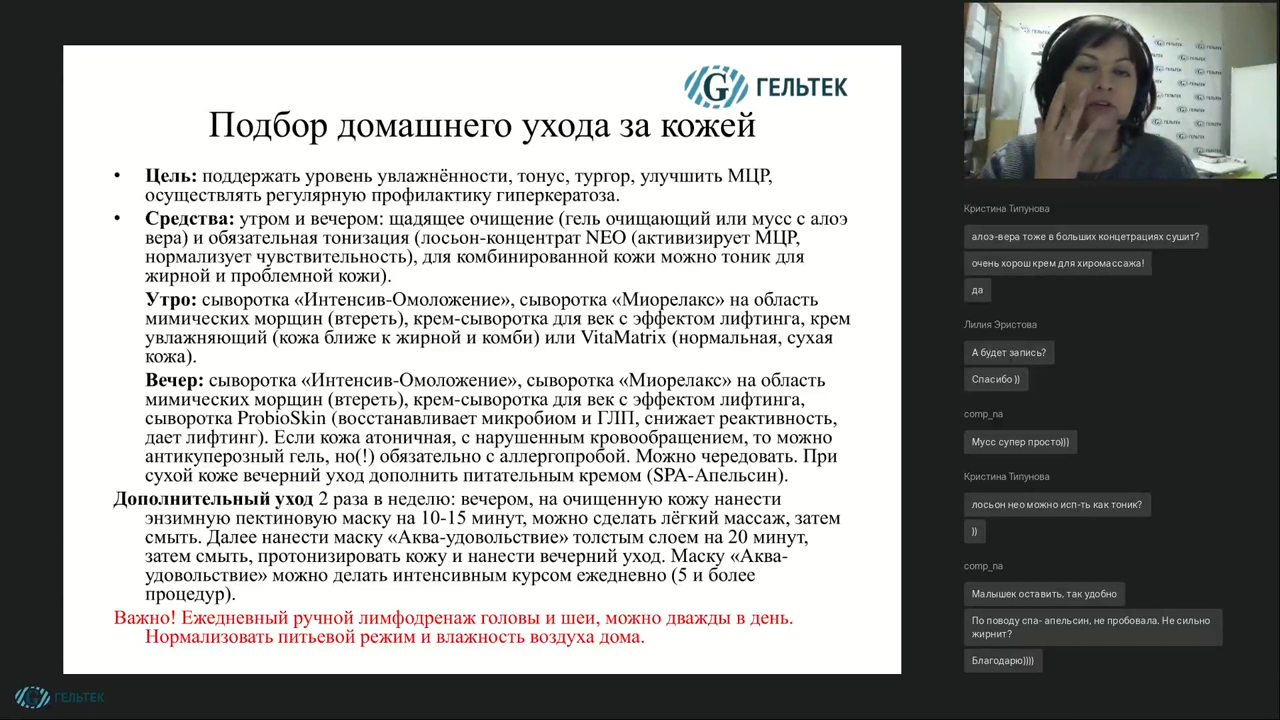 ГЕЛЬТЕК
Подбор домашнего ухода за кожей
• Цель: поддержать уровень увлажнённости, тонус, тургор, улучшить МЦР,
осуществлять регулярную профилактику гиперкератоза.
• Средства: утром и вечером: щадящее очищение (гель очищающий или мусс с алоэ
вера) и обязательная тонизация (лосьон-концентрат NEO (активизирует МЦР,
нормализует чувствительность), для комбинированной кожи можно тоник для
жирной и проблемной кожи).
Утро: сыворотка «Интенсив-Омоложение», сыворотка «Миорелакс» на область
мимических морщин (втереть), крем-сыворотка для век с эффектом лифтинга, крем
увлажняющий (кожа ближе к жирной и комби) или VitaMatrix (нормальная, сухая
кожа).
Вечер: сыворотка «Интенсив-Омоложение», сыворотка «Миорелакс» на область
мимических морщин (втереть), крем-сыворотка для век с эффектом лифтинга,
сыворотка ProbioSkin (восстанавливает микробиом и ГЛП, снижает реактивность,
дает лифтинг). Если кожа атоничная, с нарушенным кровообращением, то можно
антикуперозный гель, но(!) обязательно с аллергопробой. Можно чередовать. При
сухой коже вечерний уход дополнить питательным кремом (SPA-Апельсин).
Дополнительный уход 2 раза в неделю: вечером, на очищенную кожу нанести
энзимную пектиновую маску на 10-15 минут, можно сделать лёгкий массаж, затем
смыть. Далее нанести маску «Аква-удовольствие» толстым слоем на 20 минут,
затем смыть, протонизировать кожу и нанести вечерний уход. Маску «Аква-
удовольствие» можно делать интенсивным курсом ежедневно (5 и более
процедур).
Важно! Ежедневный ручной лимфодренаж головы и шеи, можно дважды в день.
Нормализовать питьевой режим и влажность воздуха дома.
ГЕЛЬТЕК
Кристина Типунова
алоэ-вера тоже в больших концетрациях сушит?
очень хорош крем для хиромассажа!
да
Лилия Эристова
А будет запись?
Спасибо ))
comp_na
Мусс супер просто)))
Кристина Типунова
лосьон нео можно исп-ть как тоник?
))
comp_na
Малышек оставить, так удобно
По поводу спа- апельсин, не пробовала. Не сильно
жирнит?
Благодарю))))